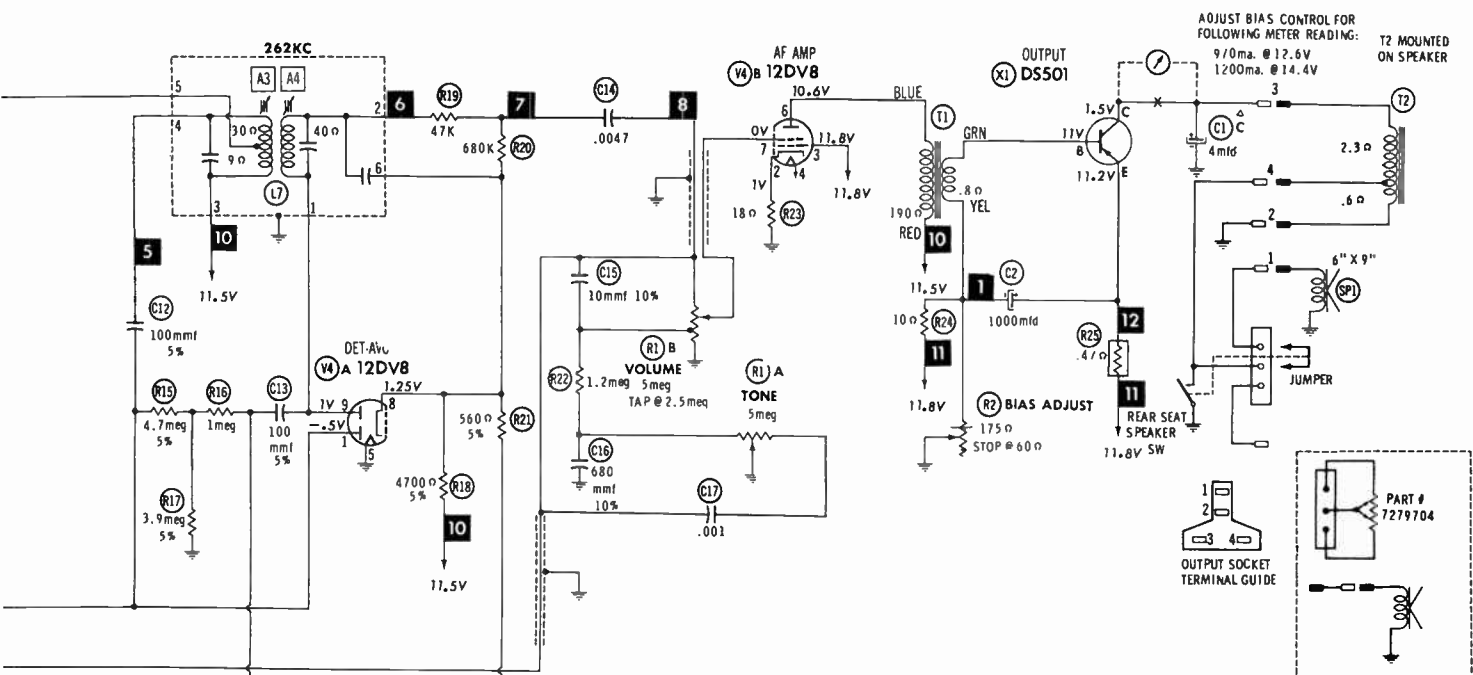 262KC
A3
A4
5
4
30Ω
9Ω
40Ω
2
6
L7
3
1
10
11.5V
6
R19
47K
7
680K
R20
C14
.0047
8
5
C12
100mmf
5%
R15
4.7meg
5%
R16
1meg
C13
100
mmf
5%
R17
3.9meg
5%
DET-AVC
V4 A 12DV8
1V 9
-.5V
1
5
8
1.25V
560Ω
5%
R21
4700Ω
5%
R18
10
11.5V
C15
10mmf 10%
R1 B
VOLUME
5meg
TAP @ 2.5meg
R22
1.2meg
C16
680
mmf
10%
R1 A
TONE
5meg
C17
.001
AF AMP
V4 B 12DV8
10.6V
6
0V
7
11.8V
3
2
4
1V
11.8V
18Ω
R23
BLUE
T1
GRN
.8Ω
YEL
190Ω
RED
10
11.5V
10Ω
R24
11
11.8V
1
C2
1000mfd
R2 BIAS ADJUST
175Ω
STOP @ 60Ω
OUTPUT
X1 DS501
1.5V
C
11V
B
11.2V
E
12
R25
.47Ω
11
11.8V
ADJUST BIAS CONTROL FOR
FOLLOWING METER READING:
970ma. @ 12.6V
1200ma. @ 14.4V
T2 MOUNTED
ON SPEAKER
C1 C
4mfd
3
4
2
1
T2
2.3Ω
.6Ω
6" X 9"
SP1
JUMPER
REAR SEAT
SPEAKER
SW
1
2
3
4
OUTPUT SOCKET
TERMINAL GUIDE
PART #
7279704